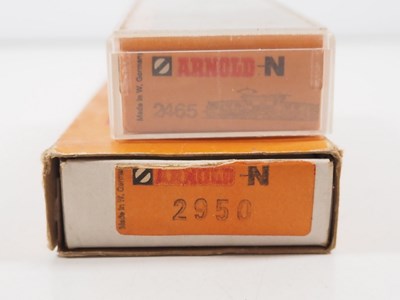 ARNOLD-N
Made in W. Germany
2465
ARNOLD-N
Made in W. Germany
2950